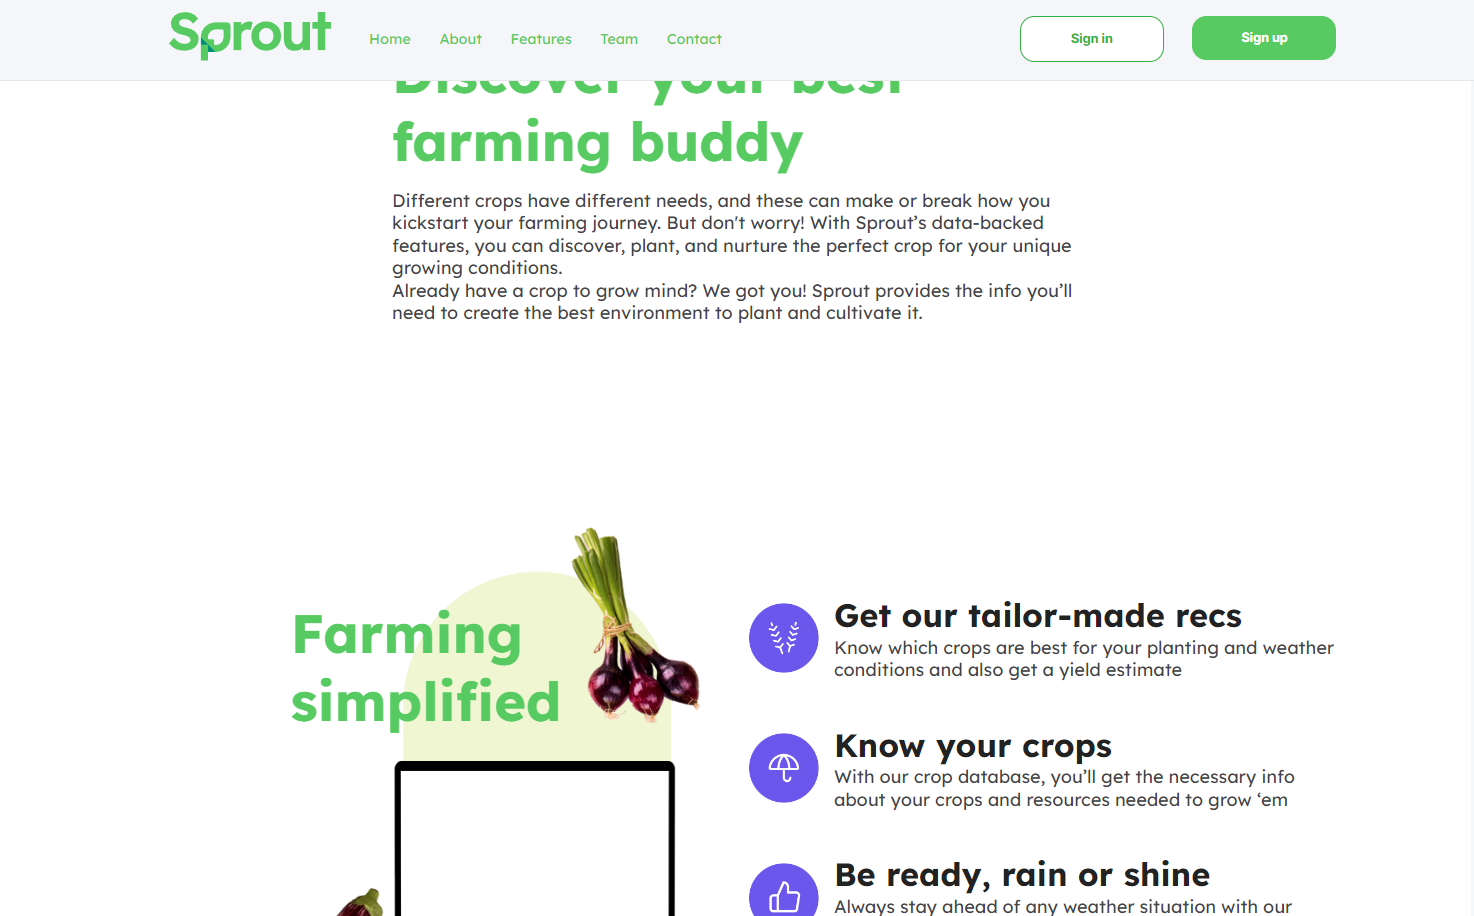 Sprout
Home About Features Team Contact
Sign in
Sign up
Discover your best
farming buddy
Different crops have different needs, and these can make or break how you
kickstart your farming journey. But don't worry! With Sprout’s data-backed
features, you can discover, plant, and nurture the perfect crop for your unique
growing conditions.
Already have a crop to grow mind? We got you! Sprout provides the info you’ll
need to create the best environment to plant and cultivate it.
Farming
simplified
Get our tailor-made recs
Know which crops are best for your planting and weather
conditions and also get a yield estimate
Know your crops
With our crop database, you’ll get the necessary info
about your crops and resources needed to grow ‘em
Be ready, rain or shine
Always stay ahead of any weather situation with our